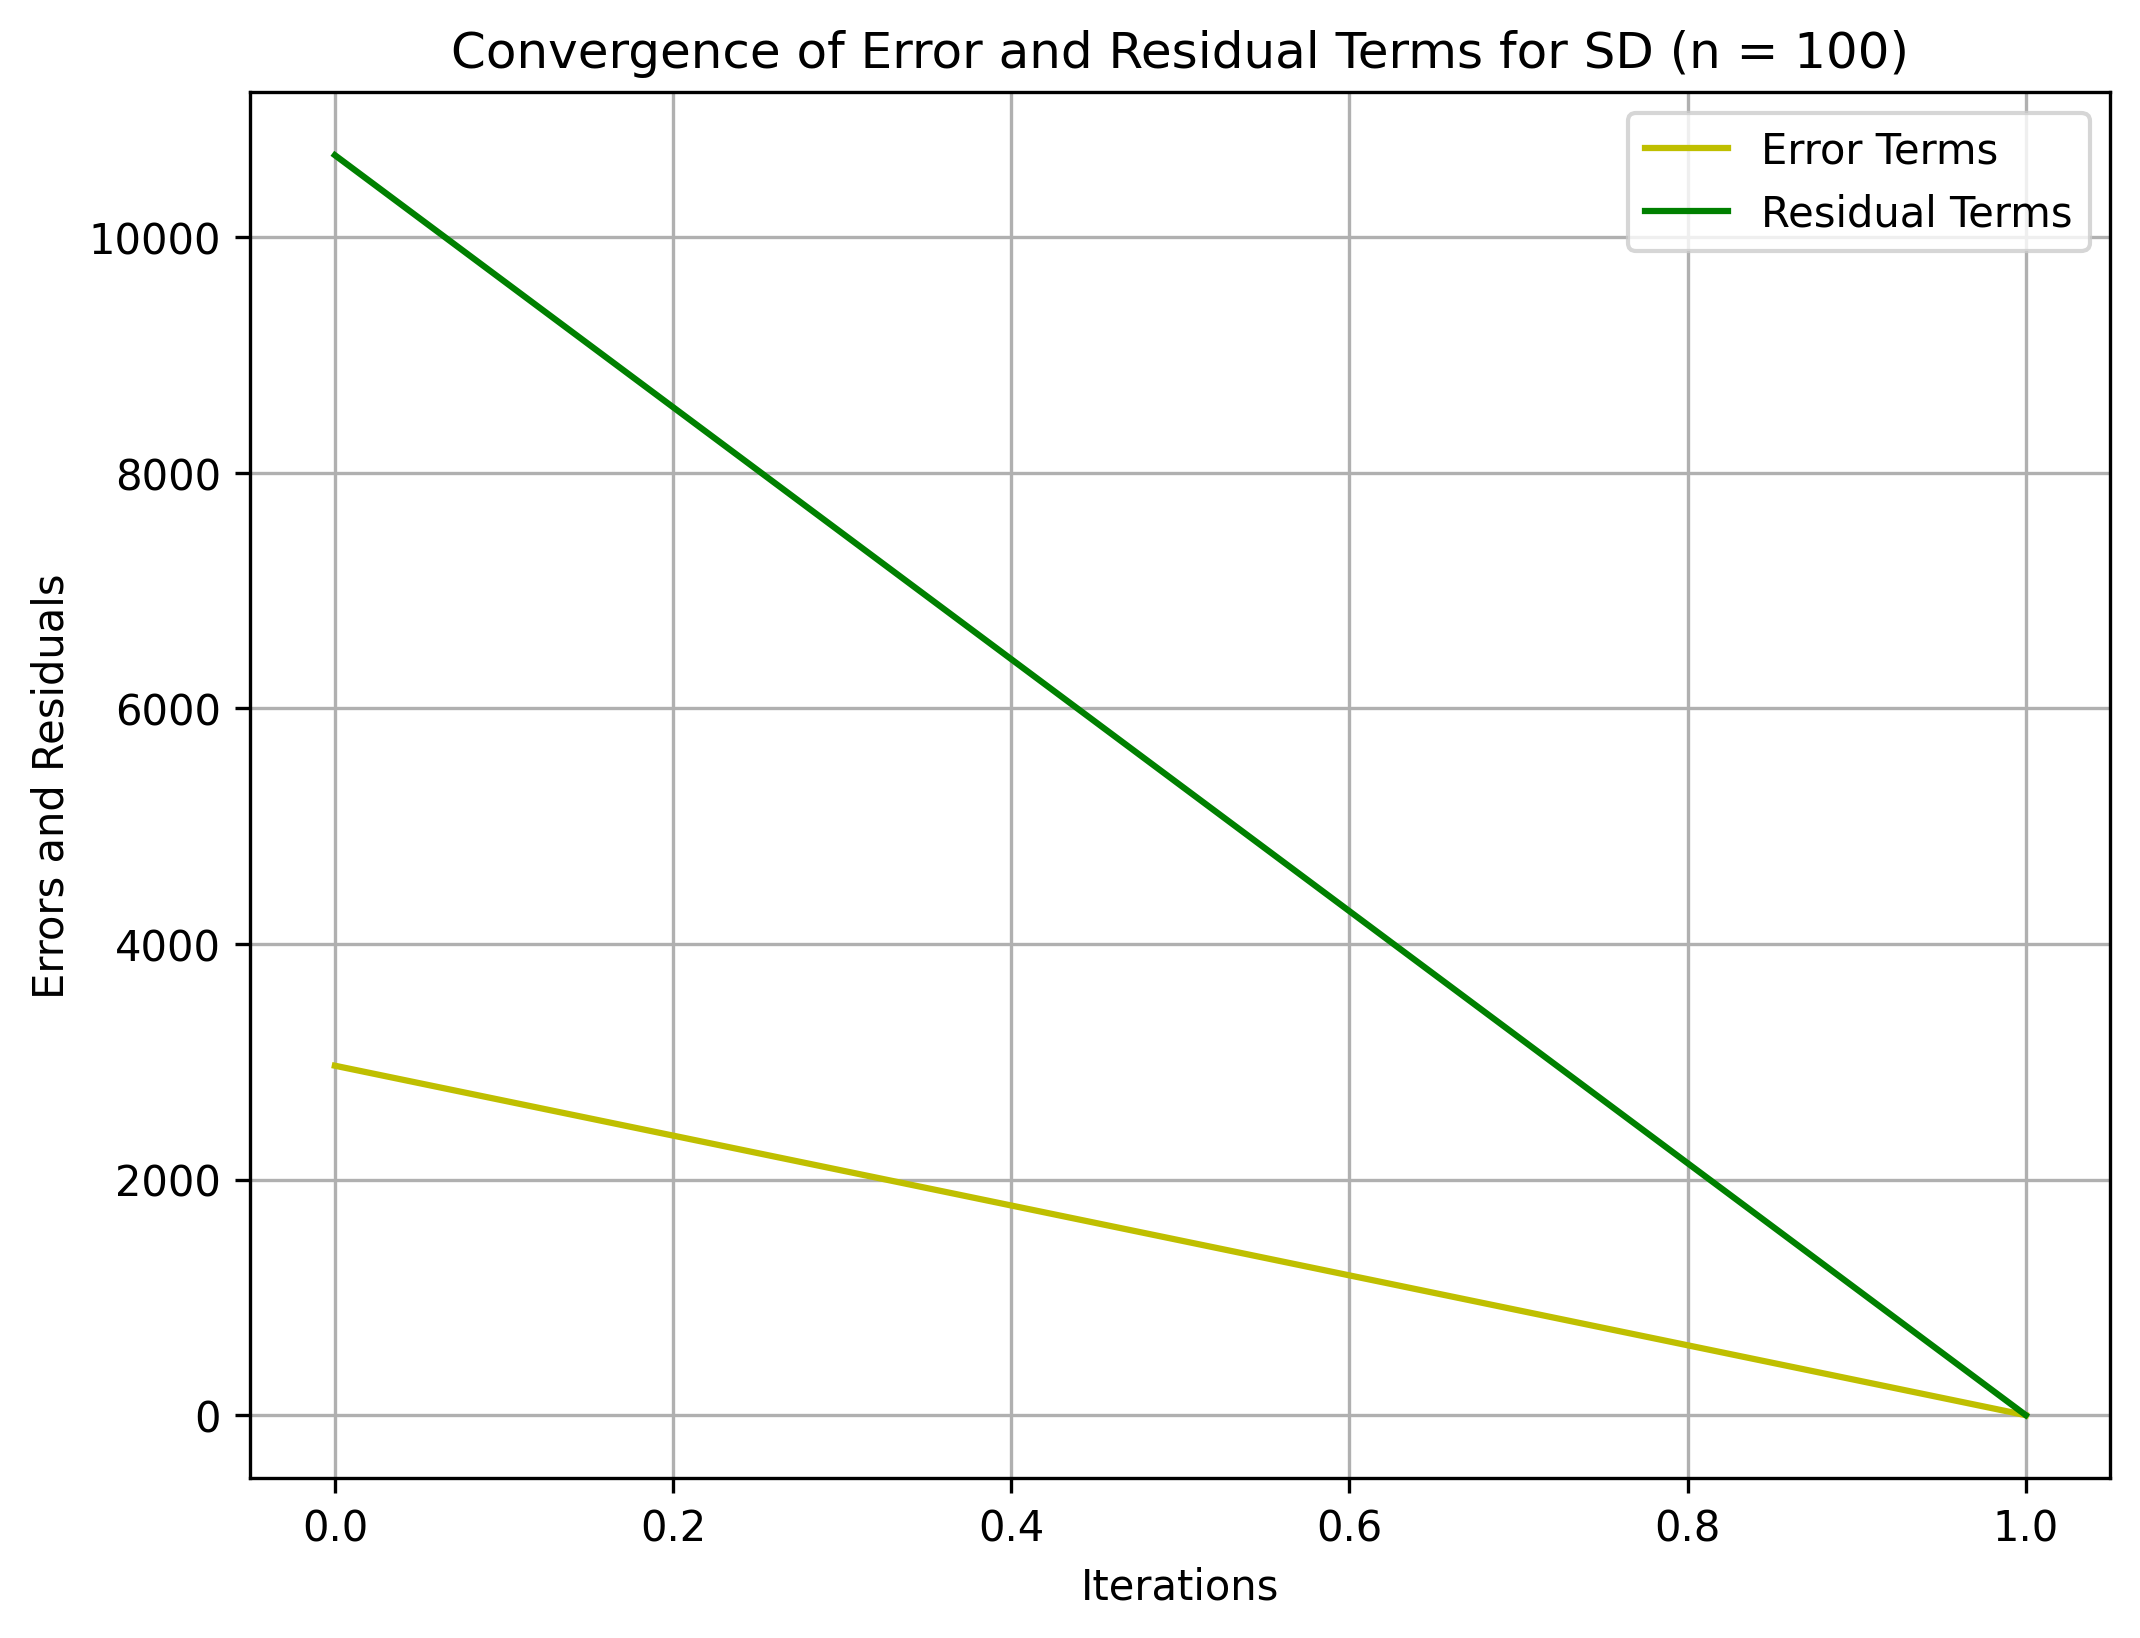 Convergence of Error and Residual Terms for SD (n = 100)
Error Terms
Residual Terms
10000
8000
6000
4000
2000
0
Errors and Residuals
0.0 0.2 0.4 0.6 0.8 1.0
Iterations